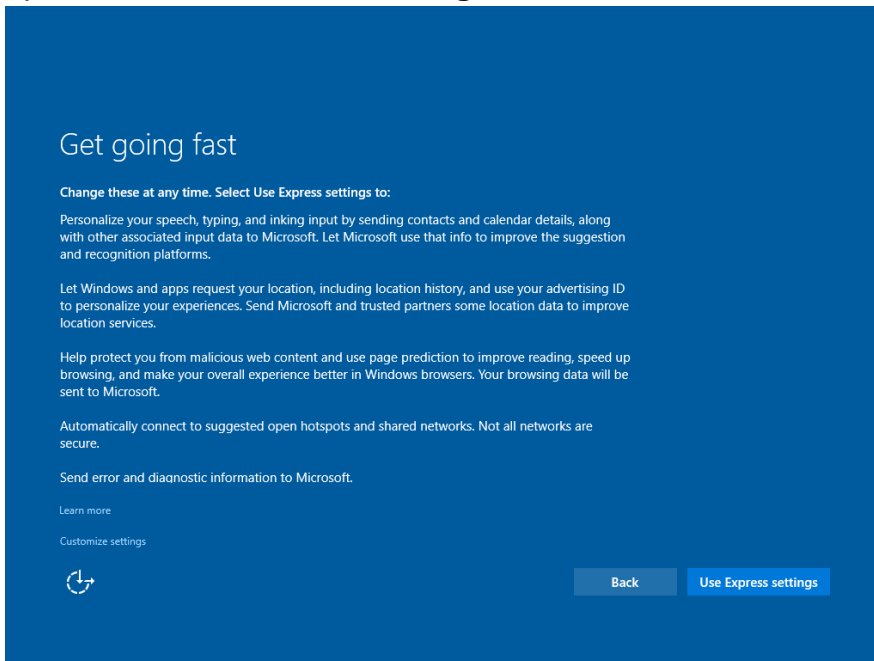 Get going fast
Change these at any time. Select Use Express settings to:
Personalize your speech, typing, and inking input by sending contacts and calendar details, along
with other associated input data to Microsoft. Let Microsoft use that info to improve the suggestion
and recognition platforms.
Let Windows and apps request your location, including location history, and use your advertising ID
to personalize your experiences. Send Microsoft and trusted partners some location data to improve
location services.
Help protect you from malicious web content and use page prediction to improve reading, speed up
browsing, and make your overall experience better in Windows browsers. Your browsing data will be
sent to Microsoft.
Automatically connect to suggested open hotspots and shared networks. Not all networks are
secure.
Send error and diagnostic information to Microsoft.
Learn more
Customize settings
Back
Use Express settings